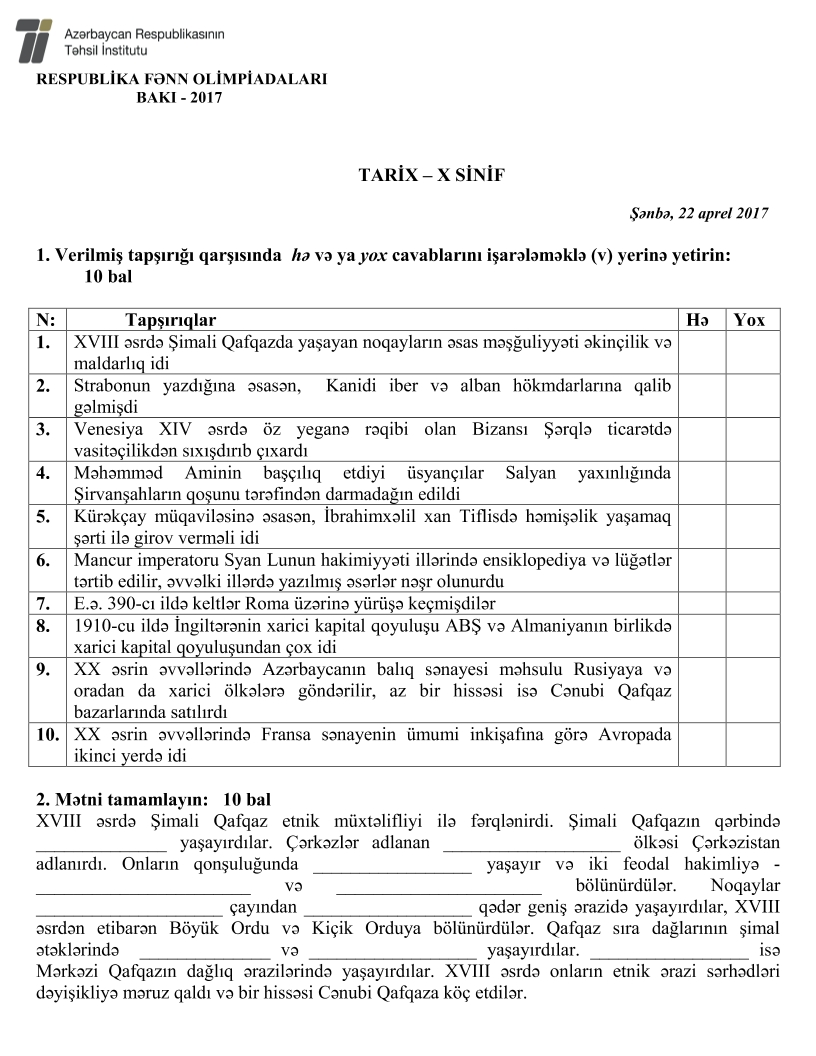 Azərbaycan Respublikasının
Təhsil İnstitutu
RESPUBLİKA FƏNN OLİMPİADALARI
BAKI - 2017
TARİX – X SİNİF
Şənbə, 22 aprel 2017
1. Verilmiş tapşırığı qarşısında hə və ya yox cavablarını işarələməklə (v) yerinə yetirin:
10 bal
N: Tapşırıqlar Hə Yox
1. XVIII əsrdə Şimali Qafqazda yaşayan noqayların əsas məşğuliyyəti əkinçilik və
maldarlıq idi
2. Strabonun yazdığına əsasən, Kanidi iber və alban hökmdarlarına qalib
gəlmişdi
3. Venesiya XIV əsrdə öz yeganə rəqibi olan Bizansı Şərqlə ticarətdə
vasitəçilikdən sıxışdırıb çıxardı
4. Məhəmməd Aminin başçılıq etdiyi üsyançılar Salyan yaxınlığında
Şirvanşahların qoşunu tərəfindən darmadağın edildi
5. Kürəkçay müqaviləsinə əsasən, İbrahimxəlil xan Tiflisdə həmişəlik yaşamaq
şərti ilə girov verməli idi
6. Mancur imperatoru Syan Lunun hakimiyyəti illərində ensiklopediya və lüğətlər
tərtib edilir, əvvəlki illərdə yazılmış əsərlər nəşr olunurdu
7. E.ə. 390-cı ildə keltlər Roma üzərinə yürüşə keçmişdilər
8. 1910-cu ildə İngiltərənin xarici kapital qoyuluşu ABŞ və Almaniyanın birlikdə
xarici kapital qoyuluşundan çox idi
9. XX əsrin əvvəllərində Azərbaycanın balıq sənayesi məhsulu Rusiyaya və
oradan da xarici ölkələrə göndərilir, az bir hissəsi isə Cənubi Qafqaz
bazarlarında satılırdı
10. XX əsrin əvvəllərində Fransa sənayenin ümumi inkişafına görə Avropada
ikinci yerdə idi
2. Mətni tamamlayın: 10 bal
XVIII əsrdə Şimali Qafqaz etnik müxtəlifliyi ilə fərqlənirdi. Şimali Qafqazın qərbində
______________ yaşayırdılar. Çərkəzlər adlanan ___________________ ölkəsi Çərkəzistan
adlanırdı. Onların qonşuluğunda _________________ yaşayır və iki feodal hakimliyə -
_______________________ və ______________________ bölünürdülər. Noqaylar
____________________ çayından __________________ qədər geniş ərazidə yaşayırdılar, XVIII
əsrdən etibarən Böyük Ordu və Kiçik Orduya bölünürdülər. Qafqaz sıra dağlarının şimal
ətəklərində ______________ və __________________ yaşayırdılar. _________________ isə
Mərkəzi Qafqazın dağlıq ərazilərində yaşayırdılar. XVIII əsrdə onların etnik ərazi sərhədləri
dəyişikliyə məruz qaldı və bir hissəsi Cənubi Qafqaza köç etdilər.